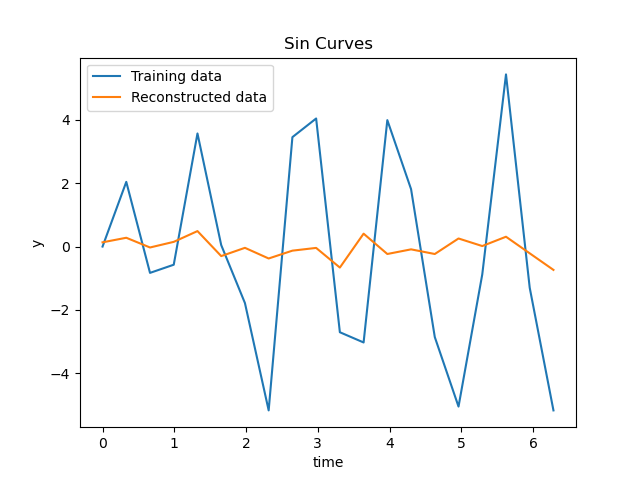 Sin Curves
Training data
Reconstructed data
4
2
0
−2
−4
y
0 1 2 3 4 5 6
time